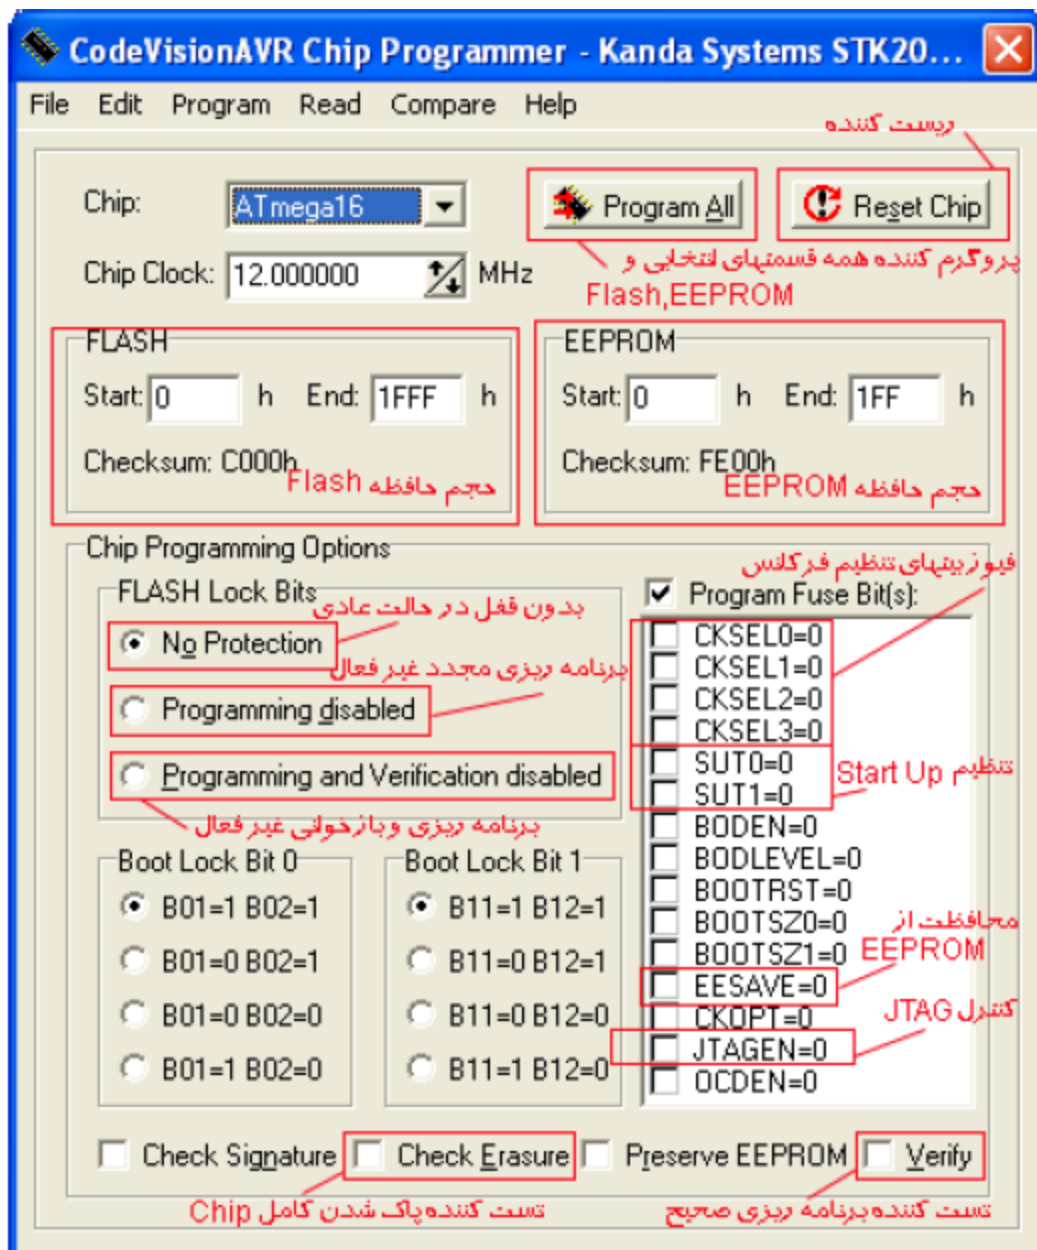 CodeVisionAVR Chip Programmer - Kanda Systems STK20...
File Edit Program Read Compare Help
ریست کننده
Chip: ATmega16
Program All
Reset Chip
Chip Clock: 12.000000 MHz
پروگرم کننده همه قسمتهای انتخابی و
Flash,EEPROM
FLASH
Start: 0 h End: 1FFF h
Checksum: C000h
حجم حافظه Flash
EEPROM
Start: 0 h End: 1FF h
Checksum: FE00h
حجم حافظه EEPROM
Chip Programming Options
فیوزبیتهای تنظیم فرکانس
FLASH Lock Bits
بدون قفل در حالت عادی
No Protection
برنامه ریزی مجدد غیر فعال
Programming disabled
Programming and Verification disabled
برنامه ریزی و بازخوانی غیر فعال
Program Fuse Bit(s):
CKSEL0=0
CKSEL1=0
CKSEL2=0
CKSEL3=0
SUT0=0
تنظیم Start Up
SUT1=0
BODEN=0
BODLEVEL=0
BOOTRST=0
BOOTSZ0=0
محافظت از
BOOTSZ1=0
EEPROM
EESAVE=0
CKOPT=0
کنترل JTAG
JTAGEN=0
OCDEN=0
Boot Lock Bit 0
B01=1 B02=1
B01=0 B02=1
B01=0 B02=0
B01=1 B02=0
Boot Lock Bit 1
B11=1 B12=1
B11=0 B12=1
B11=0 B12=0
B11=1 B12=0
Check Signature
Check Erasure
Preserve EEPROM
Verify
تست کننده پاک شدن کامل Chip
تست کننده برنامه ریزی صحیح